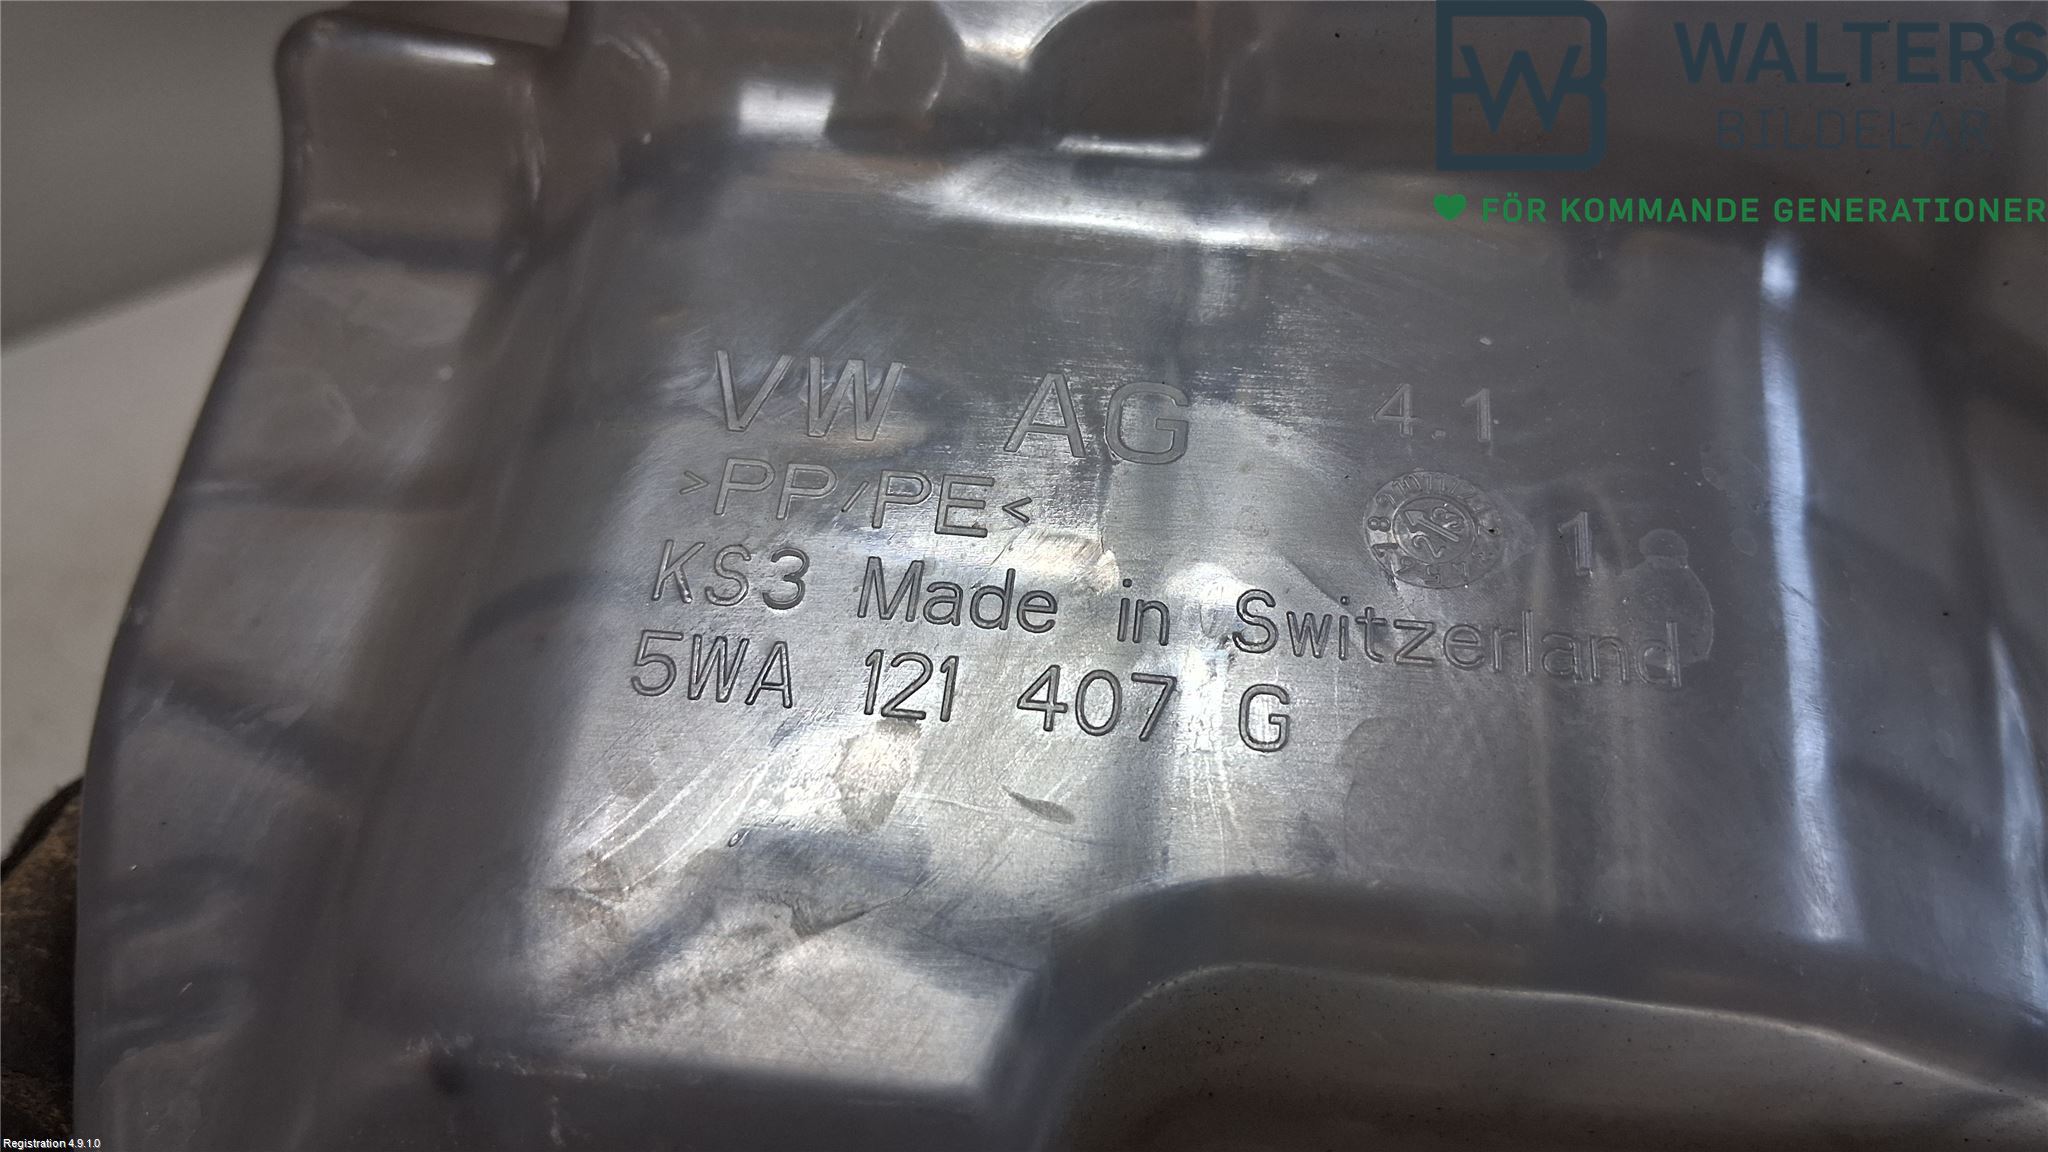 WALTERS
BILDELAR
FÖR KOMMANDE GENERATIONER
VW AG 4.1
>PP/PE< 1
KS3 Made in Switzerland
5WA 121 407 G
Registration 4.9.1.0